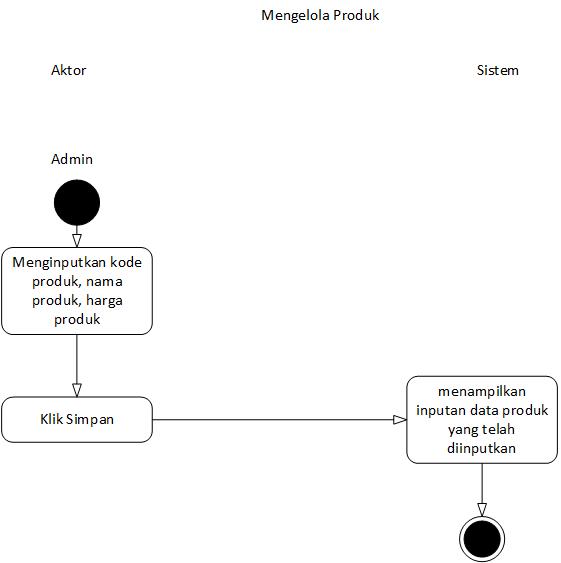 Mengelola Produk
Aktor
Sistem
Admin
Menginputkan kode
produk, nama
produk, harga
produk
Klik Simpan
menampilkan
inputan data produk
yang telah
diinputkan